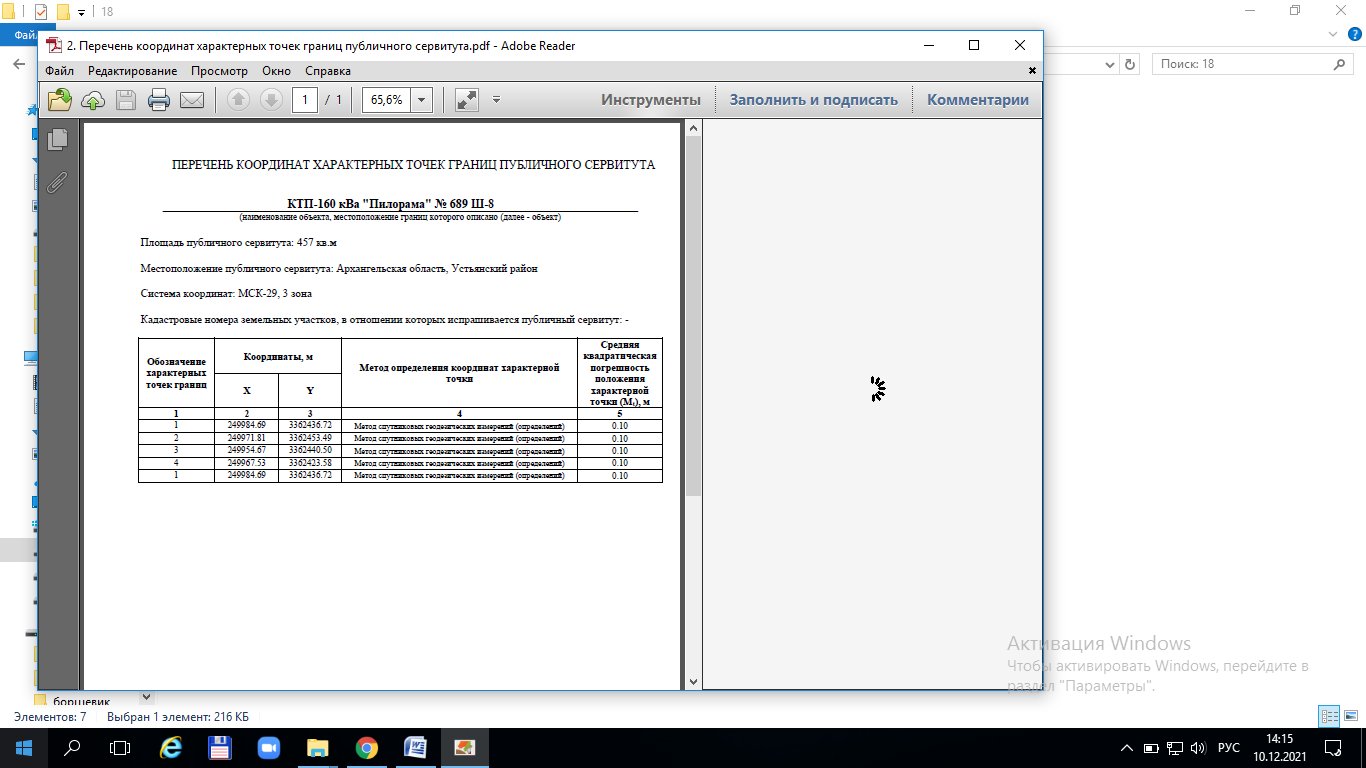 18
Файл
2. Перечень координат характерных точек границ публичного сервитута.pdf - Adobe Reader
Файл Редактирование Просмотр Окно Справка
Поиск: 18
1 / 1 65,6% Инструменты Заполнить и подписать Комментарии
ПЕРЕЧЕНЬ КООРДИНАТ ХАРАКТЕРНЫХ ТОЧЕК ГРАНИЦ ПУБЛИЧНОГО СЕРВИТУТА
КТП-160 кВа "Пилорама" № 689 Ш-8
(наименование объекта, местоположение границ которого описано (далее - объект)
Площадь публичного сервитута: 457 кв.м
Местоположение публичного сервитута: Архангельская область, Устьянский район
Система координат: МСК-29, 3 зона
Кадастровые номера земельных участков, в отношении которых испрашивается публичный сервитут: -
Обозначение
характерных
точек границ
Координаты, м
X Y
Метод определения координат характерной
точки
Средняя
квадратическая
погрешность
положения
характерной
точки (Mt), м
1 2 3 4 5
1 249984.69 3362436.72 Метод спутниковых геодезических измерений (определений) 0.10
2 249971.81 3362453.49 Метод спутниковых геодезических измерений (определений) 0.10
3 249954.67 3362440.50 Метод спутниковых геодезических измерений (определений) 0.10
4 249967.53 3362423.58 Метод спутниковых геодезических измерений (определений) 0.10
1 249984.69 3362436.72 Метод спутниковых геодезических измерений (определений) 0.10
Активация Windows
Чтобы активировать Windows, перейдите в
раздел "Параметры".
борщевик
Элементов: 7 Выбран 1 элемент: 216 КБ
РУС
14:15
10.12.2021